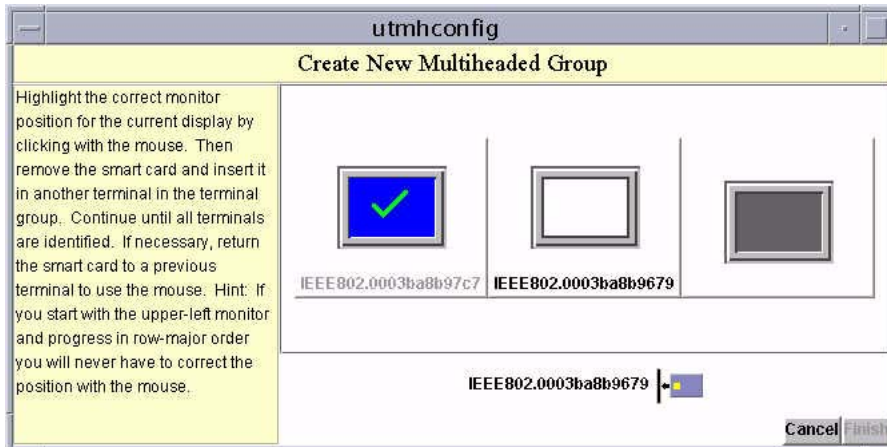 utmhconfig
Create New Multiheaded Group
Highlight the correct monitor
position for the current display by
clicking with the mouse. Then
remove the smart card and insert it
in another terminal in the terminal
group. Continue until all terminals
are identified. If necessary, return
the smart card to a previous
terminal to use the mouse. Hint: If
you start with the upper-left monitor
and progress in row-major order
you will never have to correct the
position with the mouse.
IEEE802.0003ba8b97c7
IEEE802.0003ba8b9679
IEEE802.0003ba8b9679
Cancel
Finish